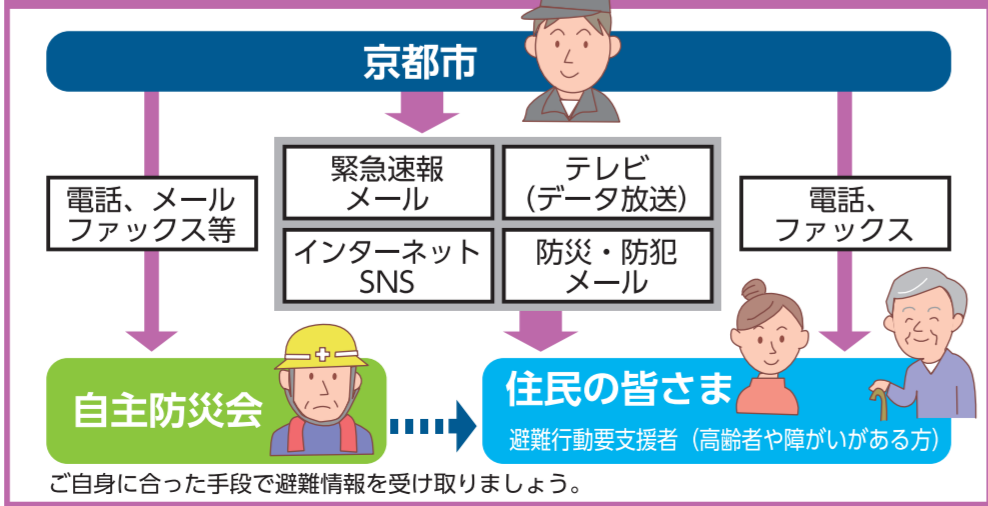 京都市
電話、メール
ファックス等
緊急速報
メール
テレビ
(データ放送)
インターネット
SNS
防災・防犯
メール
電話、
ファックス
自主防災会
住民の皆さま
避難行動要支援者(高齢者や障がいがある方)
ご自身に合った手段で避難情報を受け取りましょう。